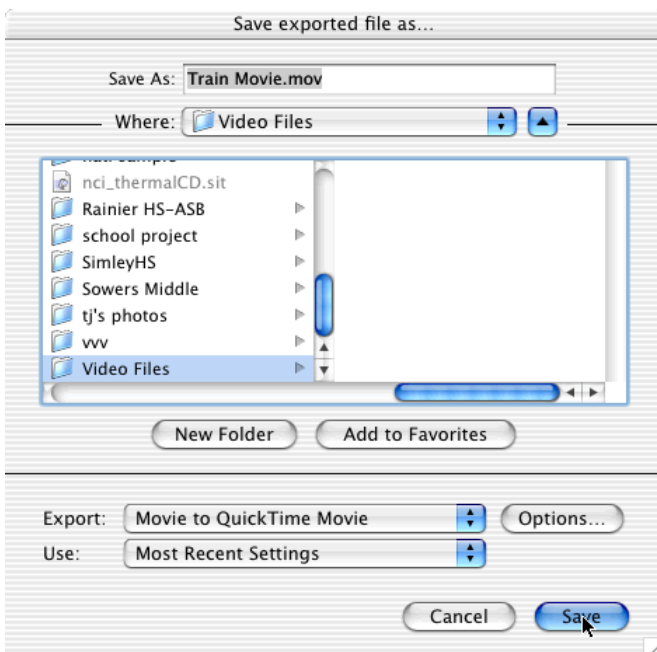 Save exported file as...
Save As: Train Movie.mov
Where: Video Files
nci_thermalCD.sit
Rainier HS-ASB
school project
SimleyHS
Sowers Middle
tj's photos
vvv
Video Files
New Folder Add to Favorites
Export: Movie to QuickTime Movie Options...
Use: Most Recent Settings
Cancel Save